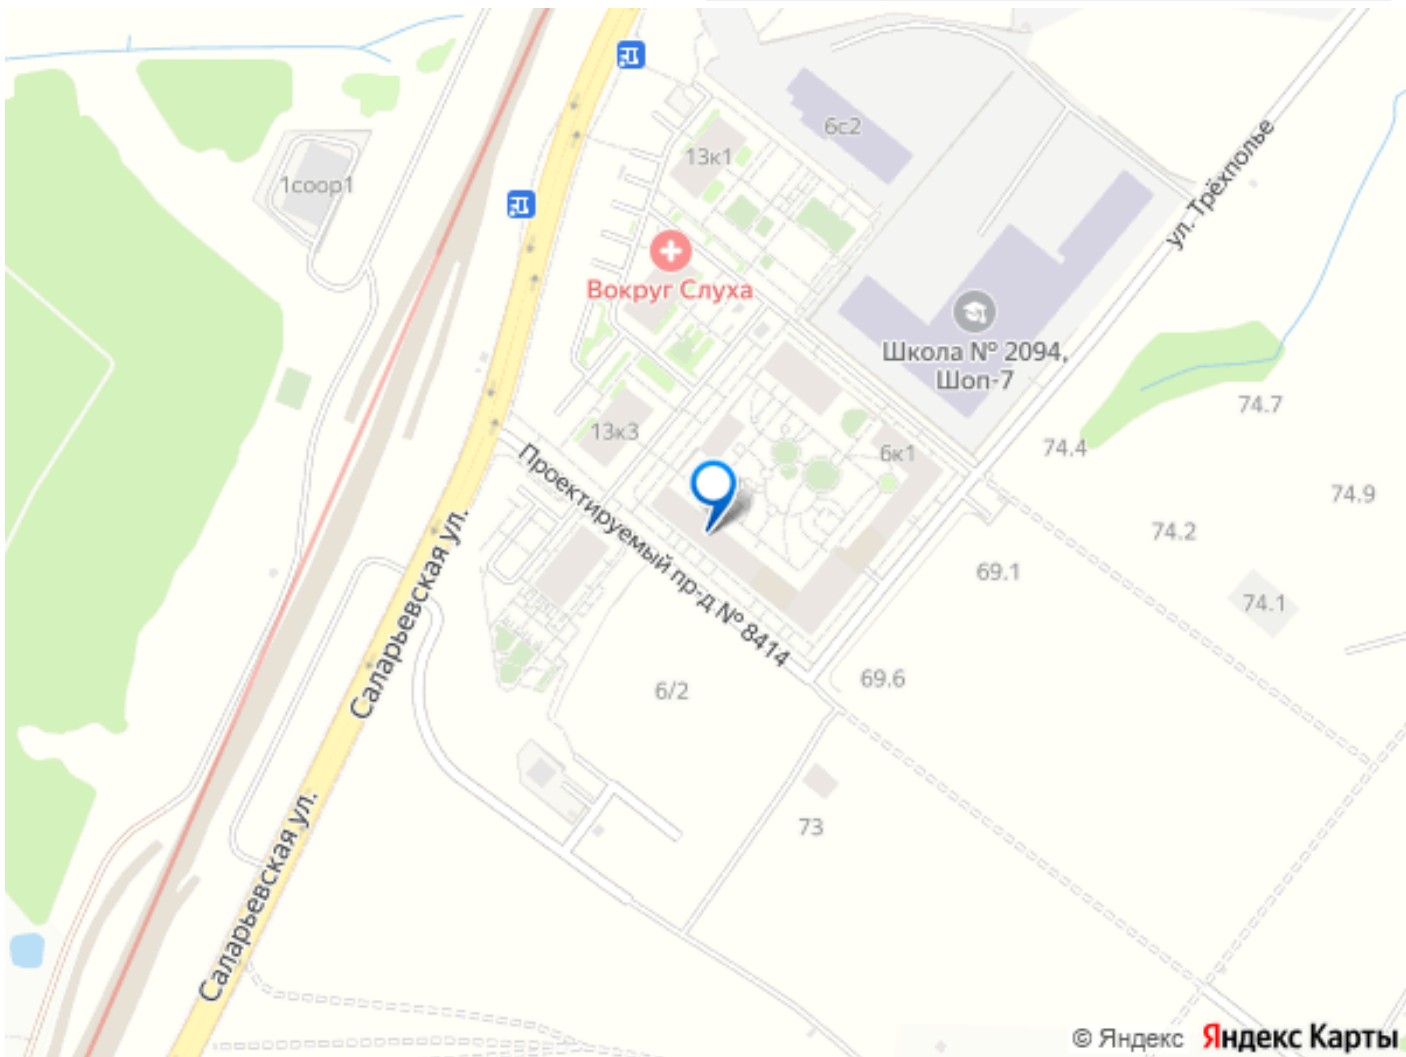 6с2
13к1
1соор1
ул. Трёхполье
Вокруг Слуха
Школа № 2094,
Шоп-7
74.7
13к3
6к1
74.4
74.9
Проектируемый пр-д № 8414
74.2
69.1
Саларьевская ул.
74.1
69.6
6/2
73
Саларьевская ул.
© Яндекс Яндекс Карты